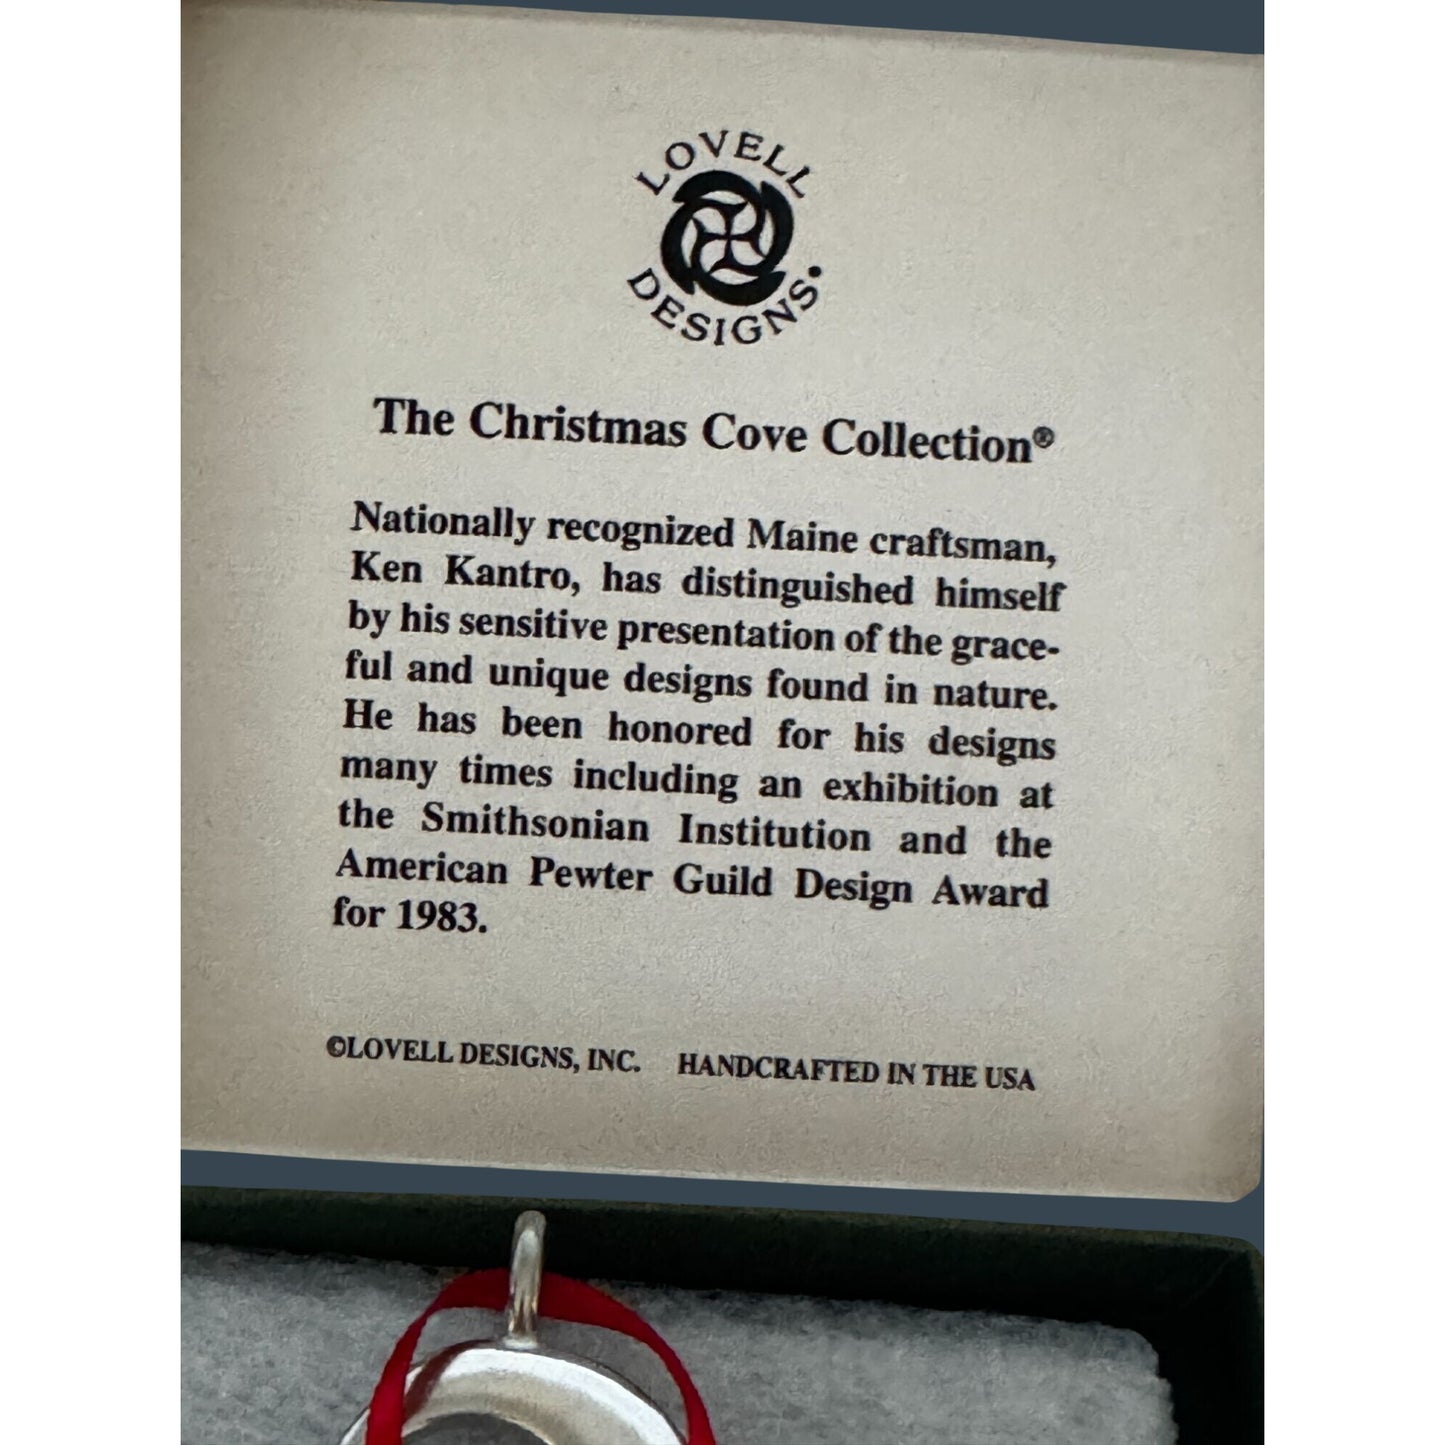 LOVELL
DESIGNS
The Christmas Cove Collection®
Nationally recognized Maine craftsman,
Ken Kantro, has distinguished himself
by his sensitive presentation of the grace-
ful and unique designs found in nature.
He has been honored for his designs
many times including an exhibition at
the Smithsonian Institution and the
American Pewter Guild Design Award
for 1983.
©LOVELL DESIGNS, INC. HANDCRAFTED IN THE USA